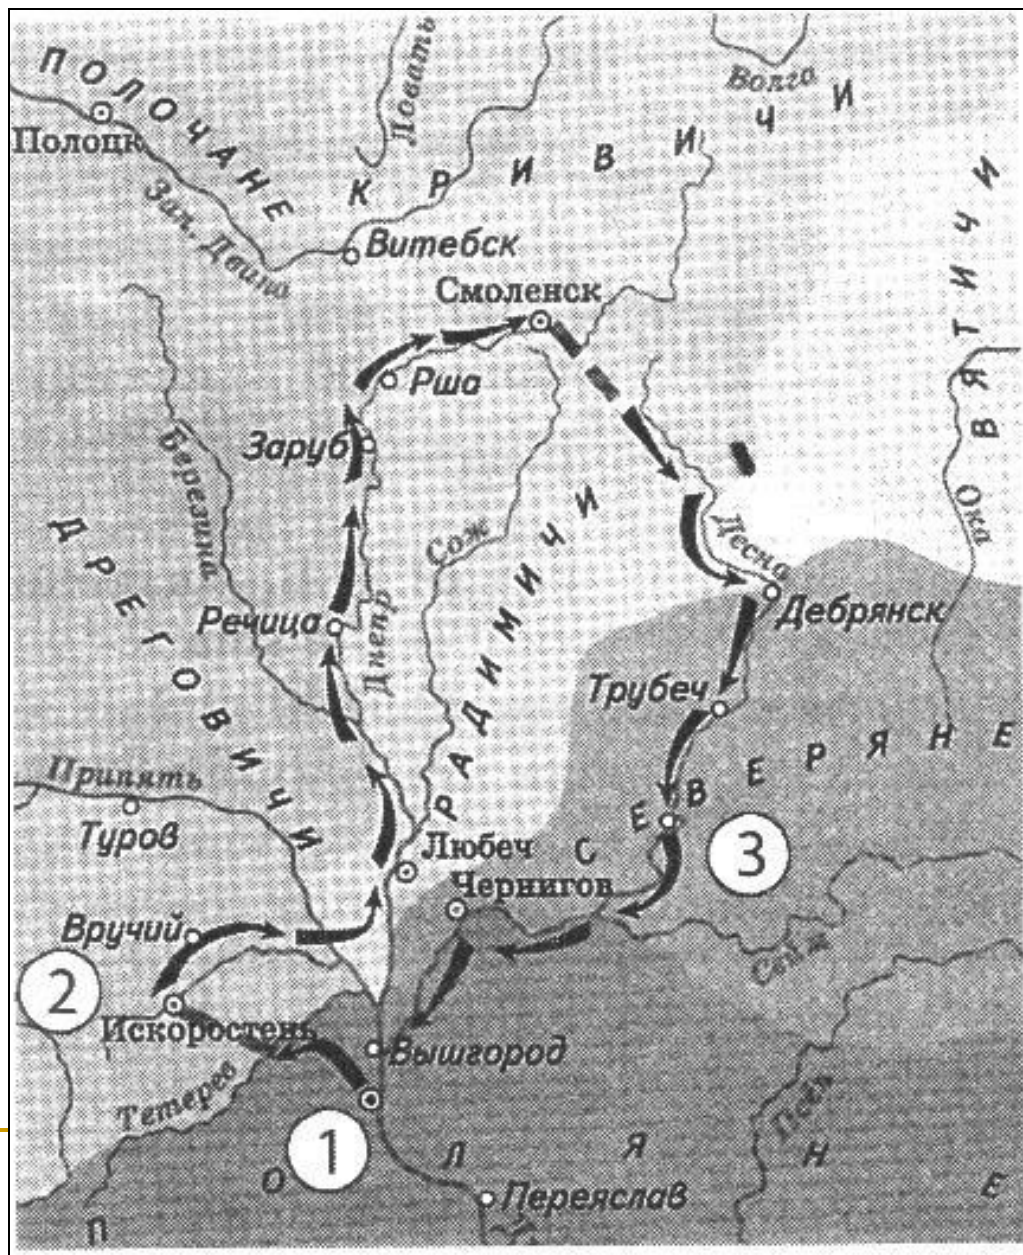 ПОЛОЧАНЕ
Полоцк
Зап. Двина
Ловать
Волга
КРИВИЧИ
Витебск
Смоленск
Рша
Заруб
ВЯТИЧИ
Березина
Сож
Десна
Ока
ДРЕГОВИЧИ
Речица
Днепр
РАДИМИЧИ
Дебрянск
Трубеч
СЕВЕРЯНЕ
Припять
Туров
Любеч
Чернигов
3
Вручий
Сейм
2
Искоростень
Вышгород
Тетерев
1
Псёл
ПОЛЯНЕ
Переяслав